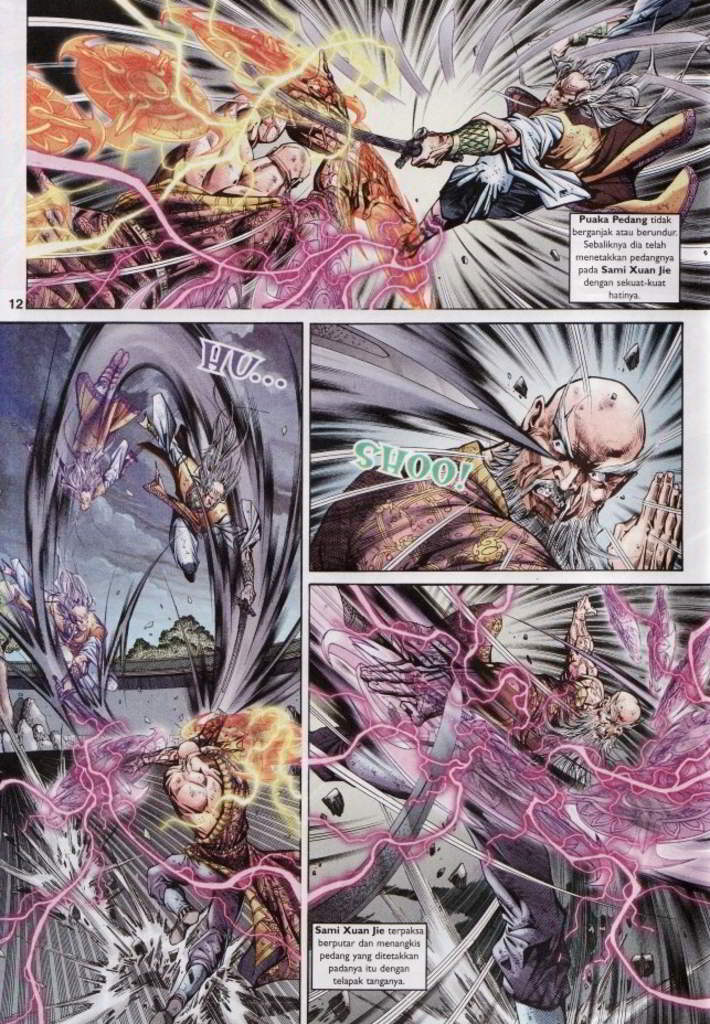 Puaka Pedang tidak
berganjak atau berundur.
Sebaliknya dia telah
menetakkan pedangnya
pada Sami Xuan Jie
dengan sekuat-kuat
hatinya.
12
HU...
SHOO!
Sami Xuan Jie terpaksa
berputar dan menangkis
pedang yang ditetakkan
padanya itu dengan
telapak tangannya.